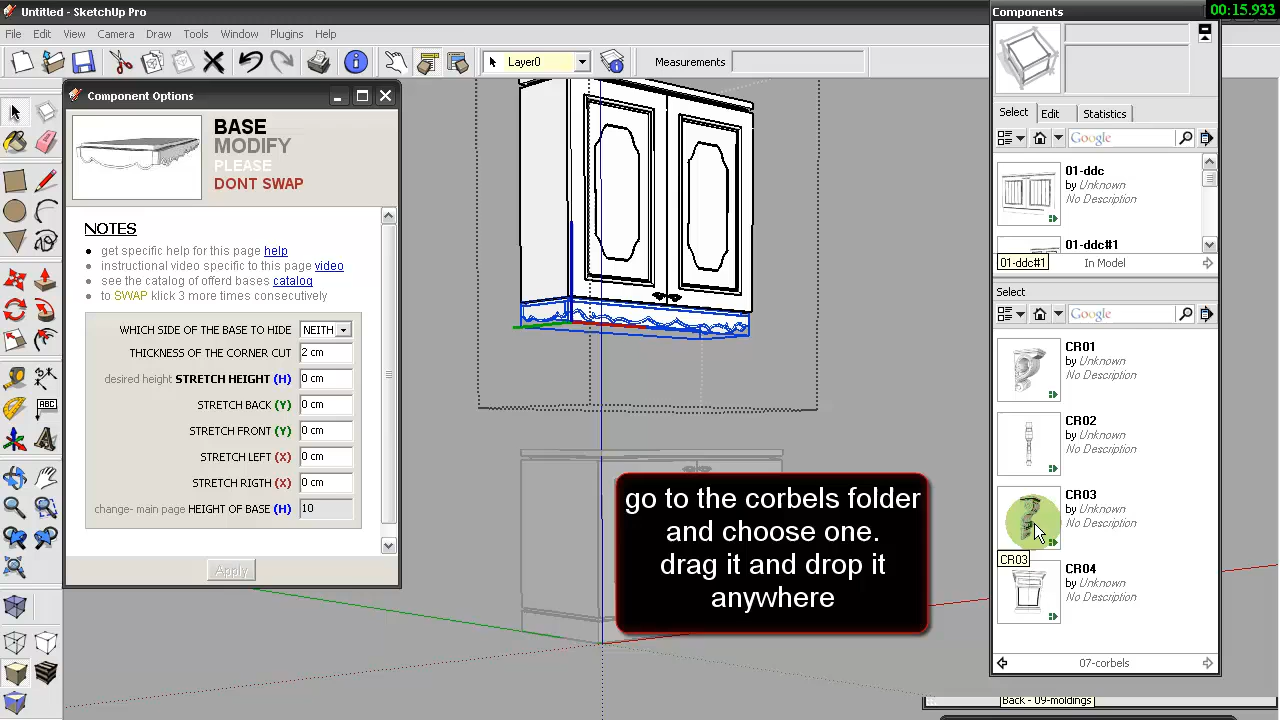 Untitled - SketchUp Pro
00:15.933
File Edit View Camera Draw Tools Window Plugins Help
Layer0
Measurements
Component Options
BASE
MODIFY
PLEASE
DONT SWAP
NOTES
get specific help for this page help
instructional video specific to this page video
see the catalog of offerd bases catalog
to SWAP klick 3 more times consecutively
WHICH SIDE OF THE BASE TO HIDE NEITH
THICKNESS OF THE CORNER CUT 2 cm
desired height STRETCH HEIGHT (H) 0 cm
STRETCH BACK (Y) 0 cm
STRETCH FRONT (Y) 0 cm
STRETCH LEFT (X) 0 cm
STRETCH RIGTH (X) 0 cm
change- main page HEIGHT OF BASE (H) 10
Apply
ABC
go to the corbels folder
and choose one.
drag it and drop it
anywhere
Components
Select Edit Statistics
Google
01-ddc
by Unknown
No Description
01-ddc#1
01-ddc#1 In Model
Select
Google
CR01
by Unknown
No Description
CR02
by Unknown
No Description
CR03
by Unknown
No Description
CR03
CR04
by Unknown
No Description
07-corbels
Back - 09-moldings